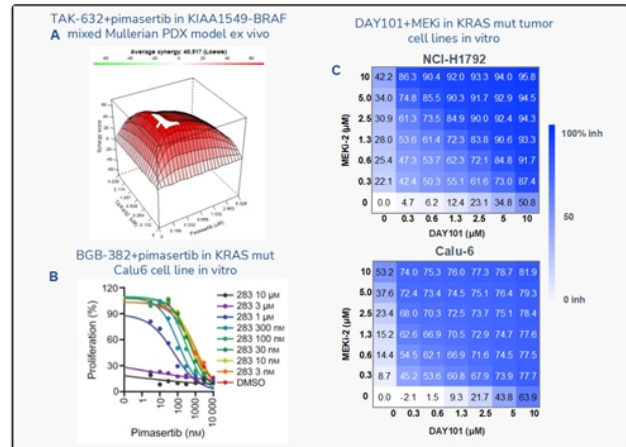 TAK-632+pimasertib in KIAA1549-BRAF
A mixed Mullerian PDX model ex vivo
Average synergy: 40.817 (Loewe)
Synergy score
Pimasertib (µM)
BGB-382+pimasertib in KRAS mut
Calu6 cell line in vitro
B
Proliferation (%)
120
90
60
30
0
283 10 µM
283 3 µM
283 1 µM
283 300 nM
283 100 nM
283 30 nM
283 10 nM
283 3 nM
DMSO
0 3 30 300 10 000
Pimasertib (nM)
DAY101+MEKi in KRAS mut tumor
cell lines in vitro
C
NCI-H1792
MEKi-2 (µM)
10 42.2 86.3 90.4 92.0 93.3 94.0 95.8
5.0 34.0 74.8 85.5 90.3 91.7 92.9 94.5
2.5 30.9 61.3 73.5 84.9 90.0 92.4 94.3
1.3 28.0 53.6 61.4 72.3 83.8 90.6 93.3
0.6 25.4 47.3 53.7 62.3 72.1 84.8 91.7
0.3 22.1 42.4 50.3 55.1 61.6 73.0 87.4
0 0.0 4.7 6.2 12.4 23.1 34.8 50.8
0 0.3 0.6 1.3 2.5 5 10
DAY101 (µM)
100% inh
50
0 inh
Calu-6
MEKi-2 (µM)
10 53.2 74.0 75.3 76.0 77.3 78.7 81.9
5.0 37.6 72.4 73.4 74.5 75.1 76.4 79.3
2.5 23.4 68.0 70.3 72.5 73.7 75.1 78.4
1.3 15.2 62.6 66.9 70.5 72.9 74.7 77.6
0.6 14.4 54.5 62.1 66.9 71.6 74.5 77.5
0.3 8.7 45.2 53.6 60.8 67.9 73.9 77.7
0 0.0 -2.1 1.5 9.3 21.7 43.8 63.9
0 0.3 0.6 1.3 2.5 5 10
DAY101 (µM)